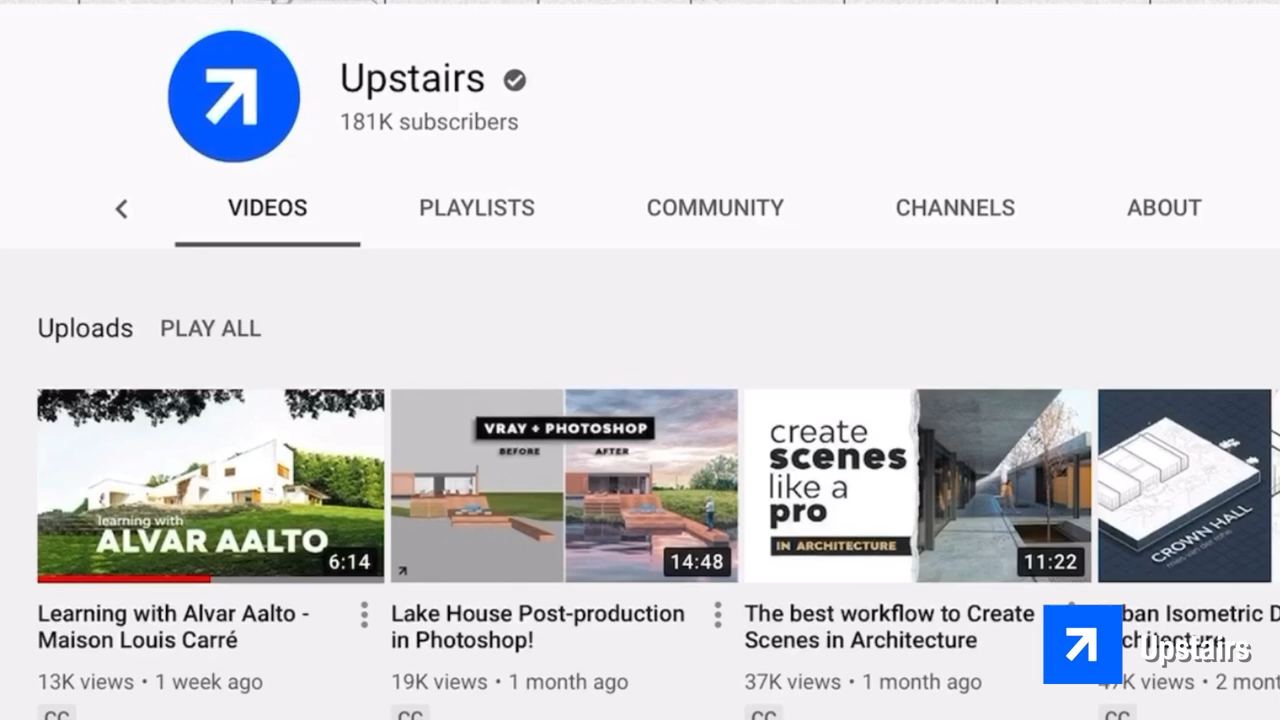 Upstairs
181K subscribers
VIDEOS
PLAYLISTS
COMMUNITY
CHANNELS
ABOUT
Uploads
PLAY ALL
learning with
ALVAR AALTO
6:14
VRAY + PHOTOSHOP
BEFORE
AFTER
14:48
create
scenes
like a
pro
IN ARCHITECTURE
11:22
CROWN HALL
Learning with Alvar Aalto -
Maison Louis Carré
13K views • 1 week ago
CC
Lake House Post-production
in Photoshop!
19K views • 1 month ago
CC
The best workflow to Create
Scenes in Architecture
37K views • 1 month ago
CC
Isometric
views • 2
CC
Upstairs